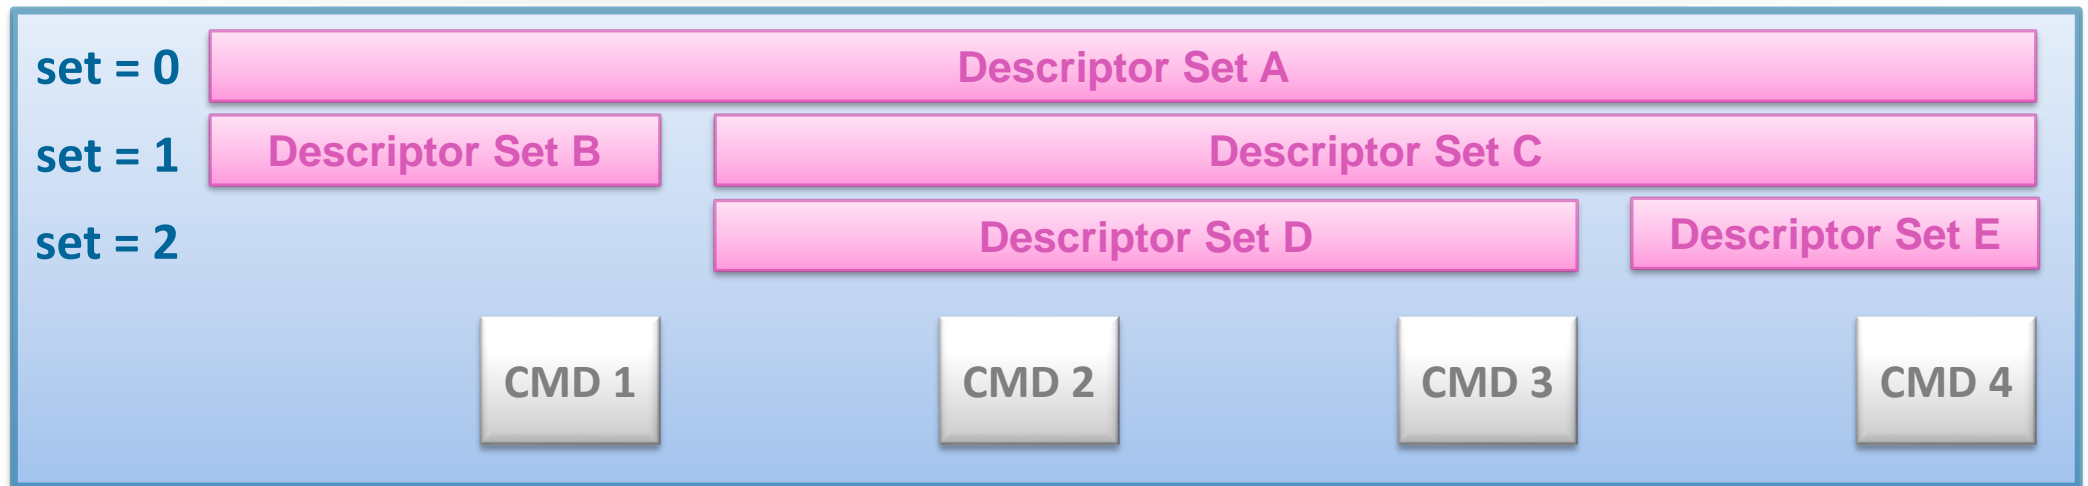 set = 0 Descriptor Set A
set = 1 Descriptor Set B Descriptor Set C
set = 2 Descriptor Set D Descriptor Set E
CMD 1 CMD 2 CMD 3 CMD 4